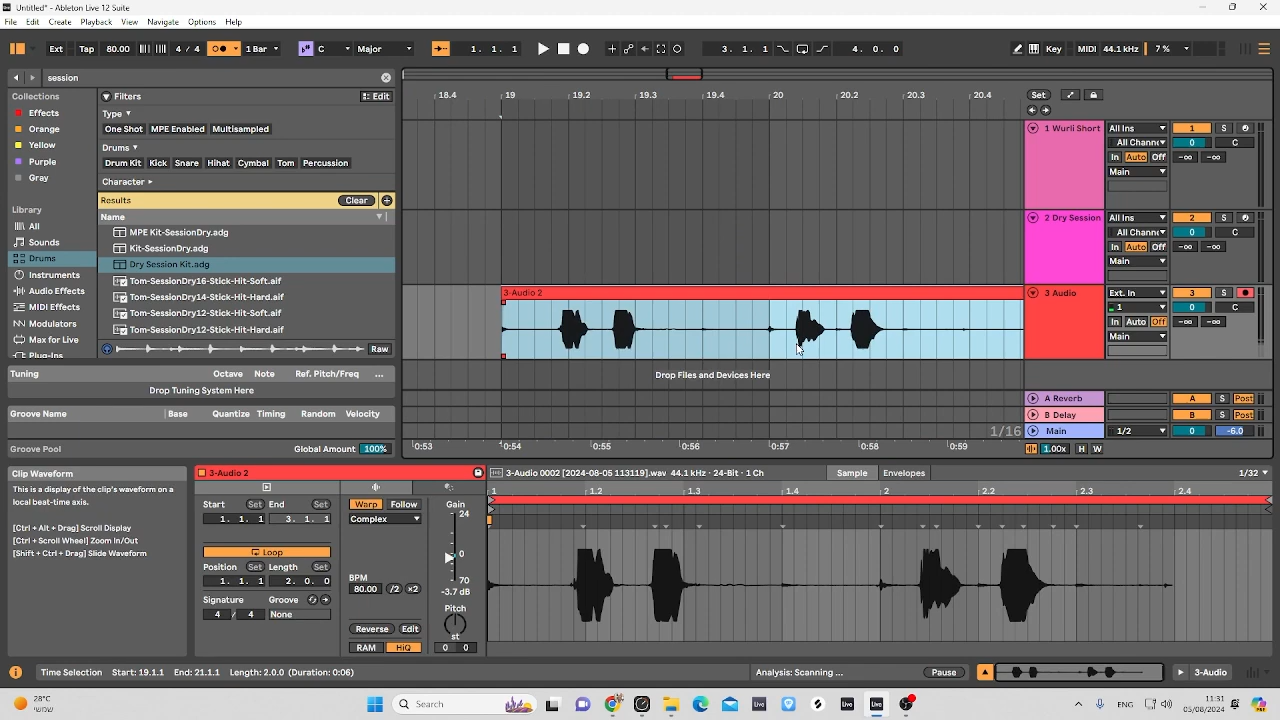 Untitled* - Ableton Live 12 Suite
File Edit Create Playback View Navigate Options Help
Ext Tap 80.00 4 / 4 1 Bar C Major 1. 1. 1 3. 1. 1 4. 0. 0 Key MIDI 44.1 kHz 7 %
session
Collections
Effects
Orange
Yellow
Purple
Gray
Library
All
Sounds
Drums
Instruments
Audio Effects
MIDI Effects
Modulators
Max for Live
Plug-Ins
Filters Edit
Type
One Shot MPE Enabled Multisampled
Drums
Drum Kit Kick Snare Hihat Cymbal Tom Percussion
Character
Results Clear
Name
MPE Kit-SessionDry.adg
Kit-SessionDry.adg
Dry Session Kit.adg
Tom-SessionDry16-Stick-Hit-Soft.aif
Tom-SessionDry14-Stick-Hit-Hard.aif
Tom-SessionDry12-Stick-Hit-Soft.aif
Tom-SessionDry12-Stick-Hit-Hard.aif
Raw
Tuning Octave Note Ref. Pitch/Freq ...
Drop Tuning System Here
Groove Name Base Quantize Timing Random Velocity
Groove Pool Global Amount 100%
18.4 19 19.2 19.3 19.4 20 20.2 20.3 20.4 Set
1 Wurli Short All Ins 1 S
All Channe 0 C
In Auto Off -∞ -∞
Main
2 Dry Session All Ins 2 S
All Channe 0 C
In Auto Off -∞ -∞
Main
3-Audio 2
3 Audio Ext. In 3 S
1 0 C
In Auto Off -∞ -∞
Main
Drop Files and Devices Here
A Reverb A S Post
B Delay B S Post
1/16 Main 1/2 0 -6.0
0:53 0:54 0:55 0:56 0:57 0:58 0:59 1.00x H W
Clip Waveform
This is a display of the clip's waveform on a
local beat-time axis.
[Ctrl + Alt + Drag] Scroll Display
[Ctrl + Scroll Wheel] Zoom In/Out
[Shift + Ctrl + Drag] Slide Waveform
3-Audio 2
Start Set End Set
1. 1. 1 3. 1. 1
Loop
Position Set Length Set
1. 1. 1 2. 0. 0
Signature Groove
4 / 4 None
Warp Follow
Complex
BPM
80.00 /2 ×2
Reverse Edit
RAM HiQ
Gain
24
0
70
-3.7 dB
Pitch
st
0 0
3-Audio 0002 [2024-08-05 113119].wav 44.1 kHz · 24-Bit · 1 Ch Sample Envelopes 1/32
1 1.2 1.3 1.4 2 2.2 2.3 2.4
Time Selection Start: 19.1.1 End: 21.1.1 Length: 2.0.0 (Duration: 0:06) Analysis: Scanning ... Pause 3-Audio
28°C
Search
Live Live Live
ENG
11:31
05/08/2024